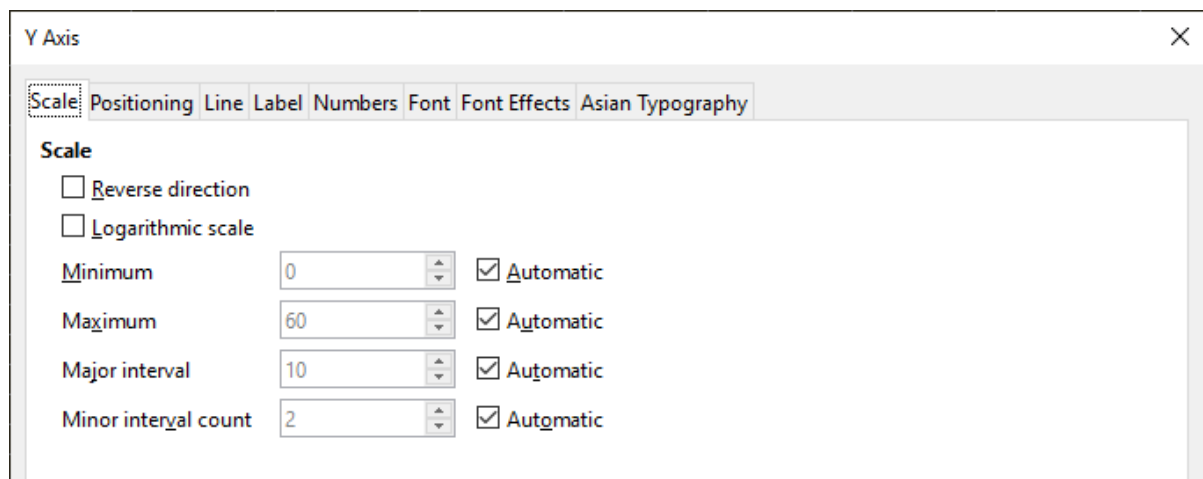 Y Axis
Scale Positioning Line Label Numbers Font Font Effects Asian Typography
Scale
Reverse direction
Logarithmic scale
Minimum 0 Automatic
Maximum 60 Automatic
Major interval 10 Automatic
Minor interval count 2 Automatic